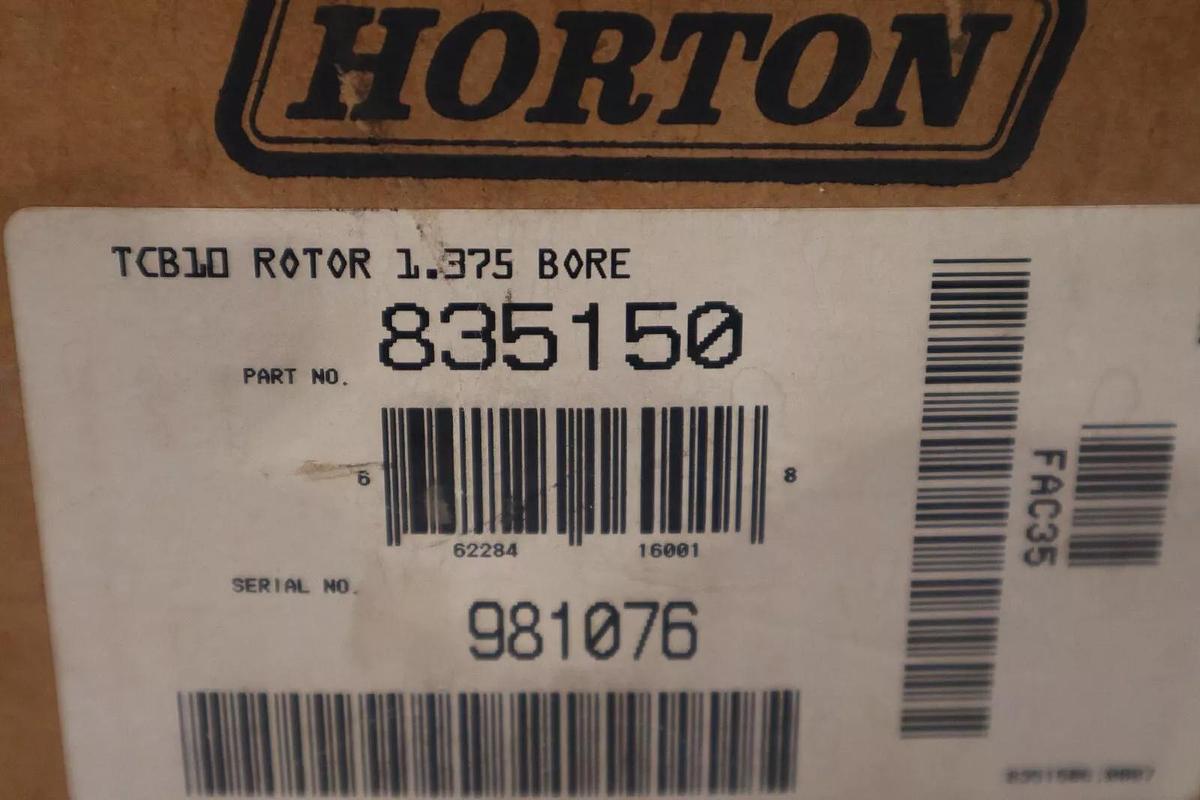 HORTON
TCB10 ROTOR 1.375 BORE
835150
PART NO.
6 62284 16001 8
SERIAL NO.
981076
FAC35